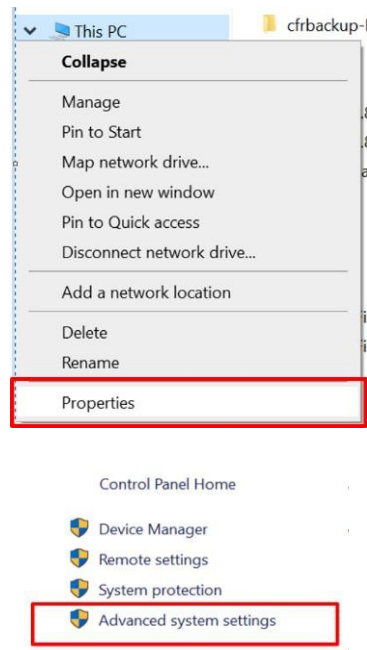 This PC
cfrbackup-
Collapse
Manage
Pin to Start
Map network drive...
Open in new window
Pin to Quick access
Disconnect network drive...
Add a network location
Delete
Rename
Properties
Control Panel Home
Device Manager
Remote settings
System protection
Advanced system settings